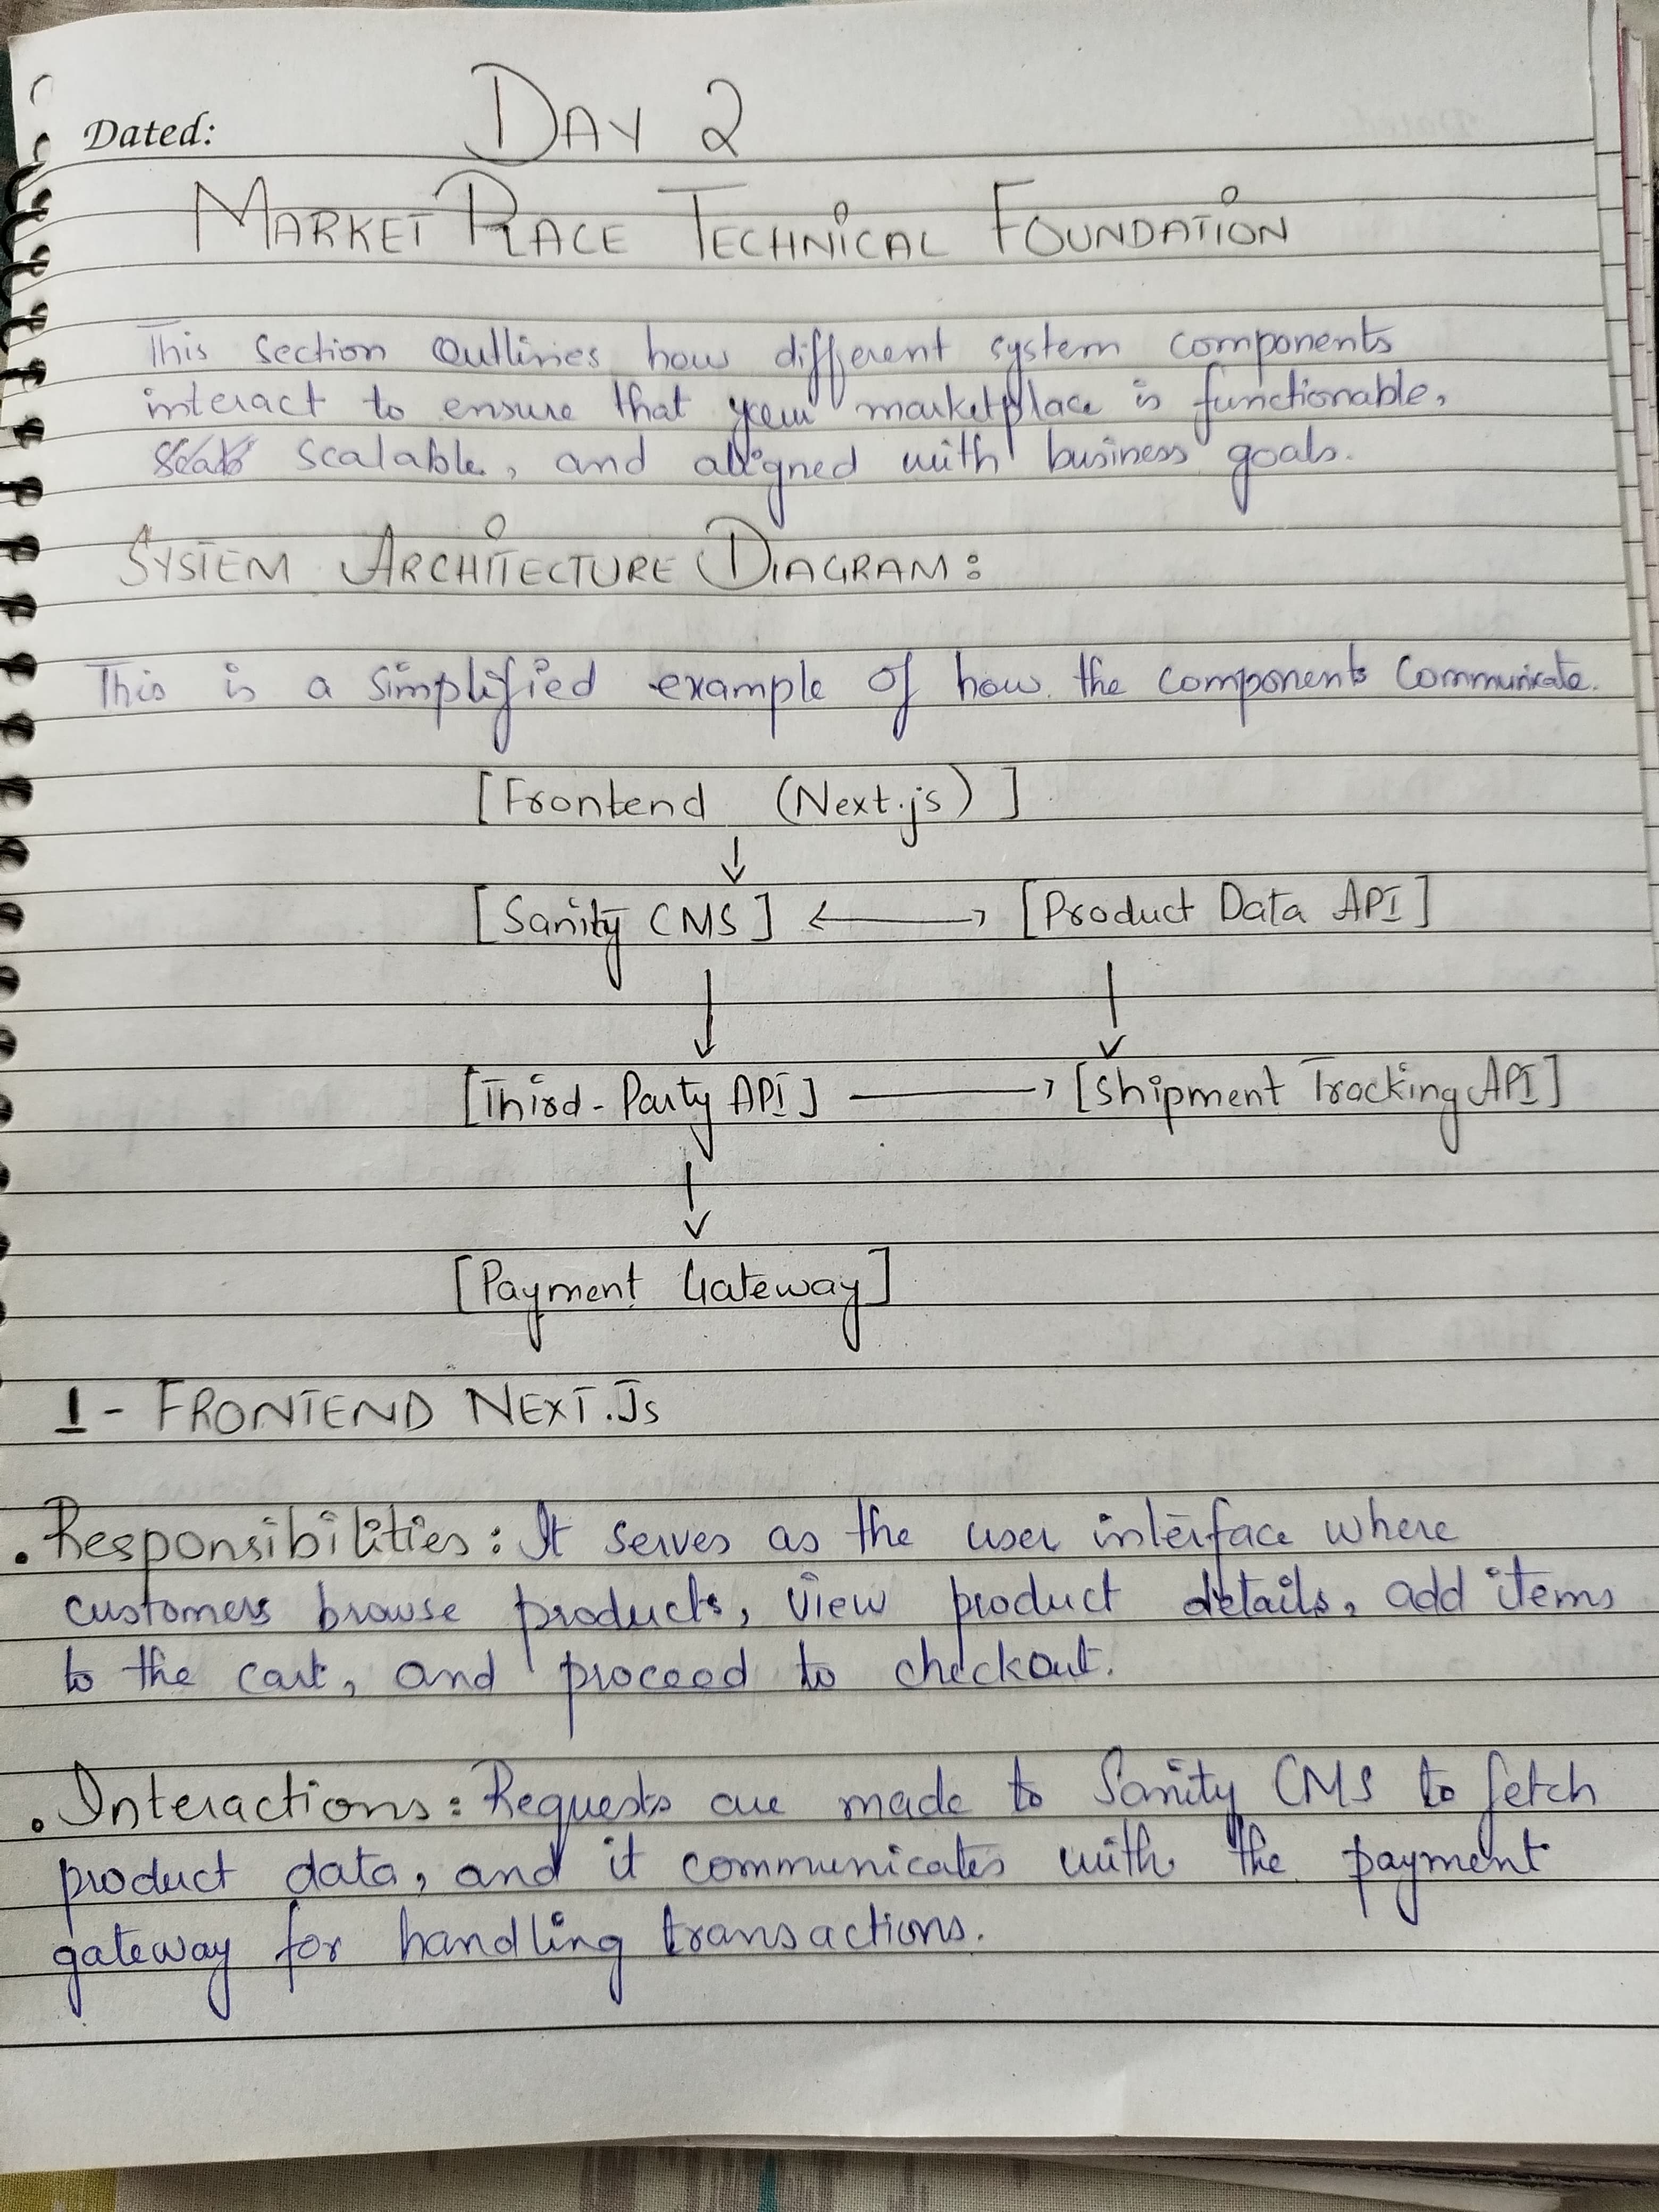 Dated: DAY 2
MARKET PLACE TECHNICAL FOUNDATION
This section outlines how different system components
interact to ensure that your marketplace is functionable,
scalable, and aligned with business goals.
SYSTEM ARCHITECTURE DIAGRAM:
This is a simplified example of how the components communicate.
[Frontend (Next.js)]
↓
[Sanity CMS] ←→ [Product Data API]
↓ ↓
[Third-Party API] → [Shipment Tracking API]
↓
[Payment Gateway]
1- FRONTEND NEXT.Js
• Responsibilities: It serves as the user interface where
customers browse products, view product details, add items
to the cart, and proceed to checkout.
• Interactions: Requests are made to Sanity CMS to fetch
product data, and it communicates with the payment
gateway for handling transactions.